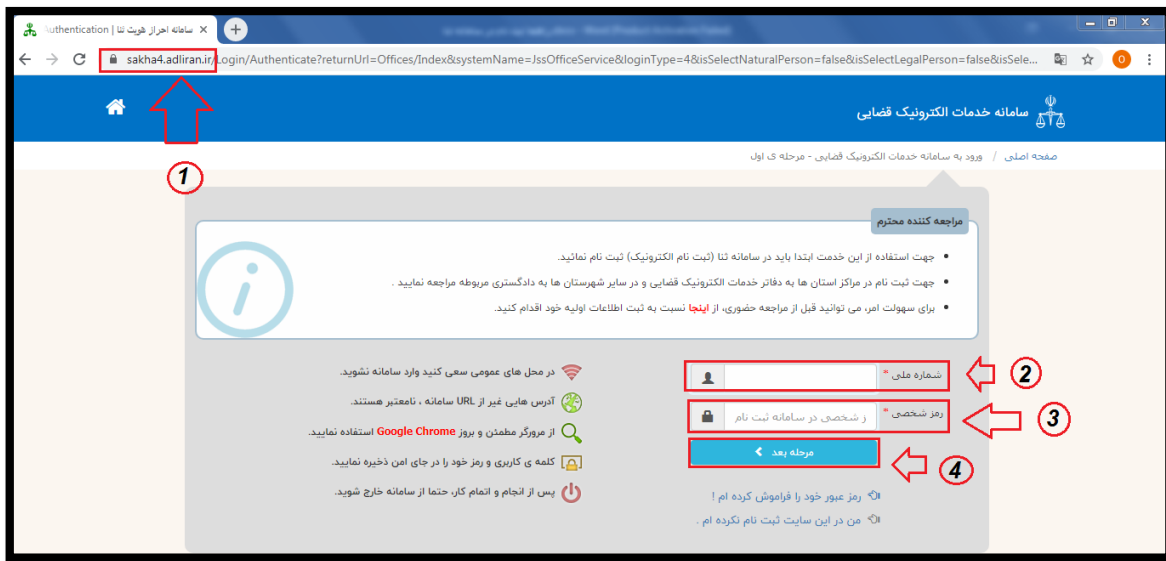 uthentication | سامانه احراز هویت ثنا
sakha4.adliran.ir/Login/Authenticate?returnUrl=Offices/Index&systemName=JssOfficeService&loginType=4&isSelectNaturalPerson=false&isSelectLegalPerson=false&isSele...
O
سامانه خدمات الکترونیک قضایی
1
صفحه اصلی / ورود به سامانه خدمات الکترونیک قضایی - مرحله ی اول
مراجعه کننده محترم
جهت استفاده از این خدمت ابتدا باید در سامانه ثنا (ثبت نام الکترونیک) ثبت نام نمائید.
جهت ثبت نام در مراکز استان ها به دفاتر خدمات الکترونیک قضایی و در سایر شهرستان ها به دادگستری مربوطه مراجعه نمایید .
برای سهولت امر، می توانید قبل از مراجعه حضوری، از اینجا نسبت به ثبت اطلاعات اولیه خود اقدام کنید.
شماره ملی *
2
رمز شخصی *
ز شخصی در سامانه ثبت نام
3
مرحله بعد
4
رمز عبور خود را فراموش کرده ام !
من در این سایت ثبت نام نکرده ام .
در محل های عمومی سعی کنید وارد سامانه نشوید.
آدرس هایی غیر از URL سامانه ، نامعتبر هستند.
از مرورگر مطمئن و بروز Google Chrome استفاده نمایید.
کلمه ی کاربری و رمز خود را در جای امن ذخیره نمایید.
پس از انجام و اتمام کار، حتما از سامانه خارج شوید.